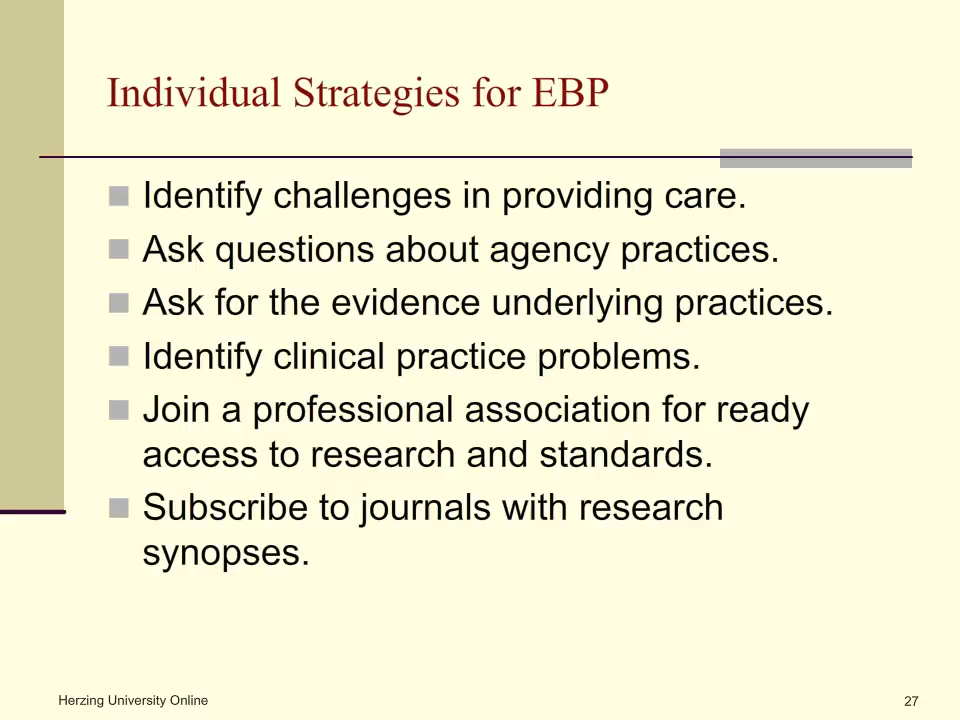 Individual Strategies for EBP
Identify challenges in providing care.
Ask questions about agency practices.
Ask for the evidence underlying practices.
Identify clinical practice problems.
Join a professional association for ready
access to research and standards.
Subscribe to journals with research
synopses.
Herzing University Online
27